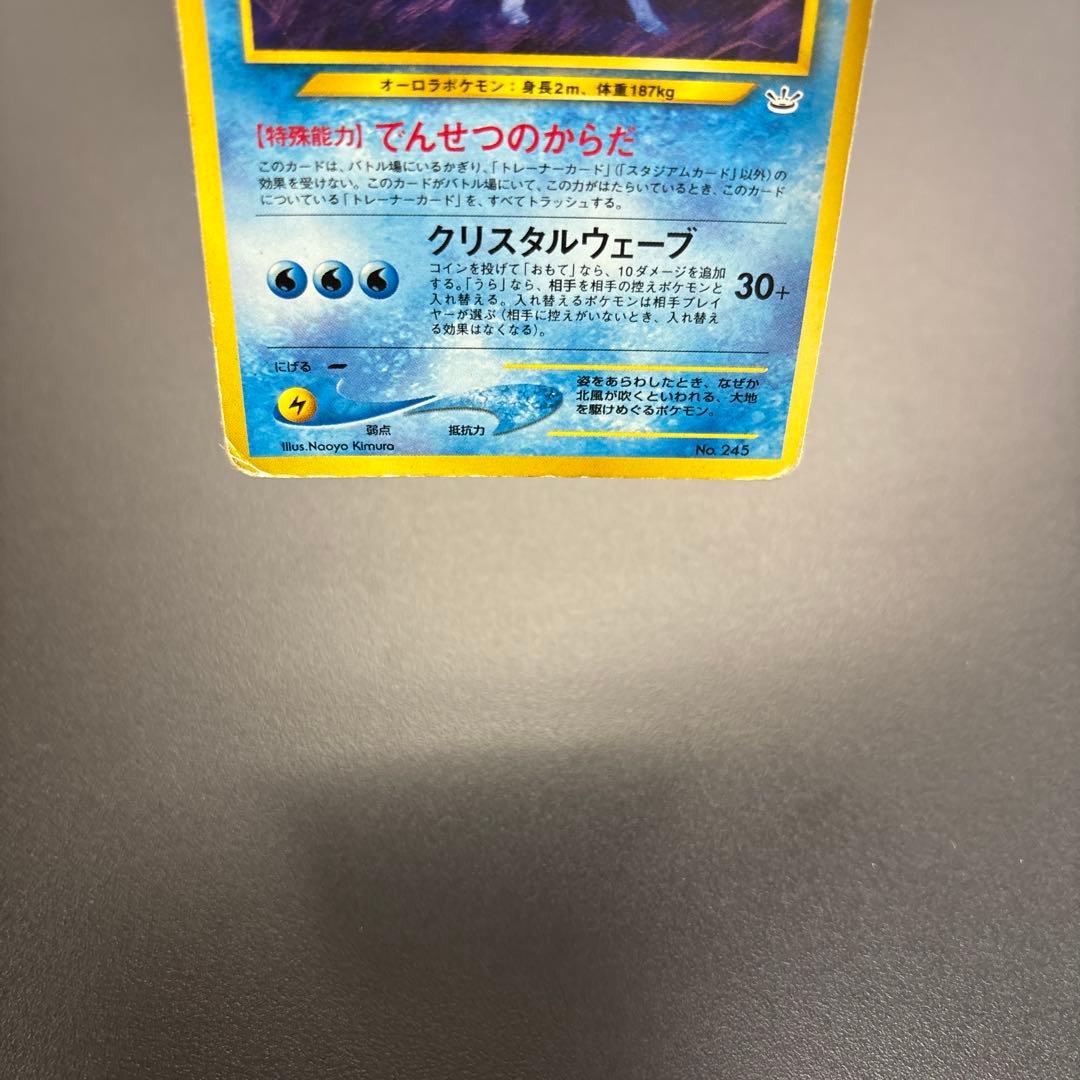 オーロラポケモン：身長2m、体重187kg
【特殊能力】でんせつのからだ
このカードは、バトル場にいるかぎり、「トレーナーカード」（「スタジアムカード」以外）の
効果を受けない。このカードがバトル場にいて、この力がはたらいているとき、このカード
についている「トレーナーカード」を、すべてトラッシュする。
クリスタルウェーブ
コインを投げて「おもて」なら、10ダメージを追加
する。「うら」なら、相手を相手の控えポケモンと
入れ替える。入れ替えるポケモンは相手プレイ
ヤーが選ぶ（相手に控えがいないとき、入れ替え
る効果はなくなる）。
30+
にげる
弱点
抵抗力
姿をあらわしたとき、なぜか
北風が吹くといわれる、大地
を駆けめぐるポケモン。
Illus.Naoyo Kimura
No. 245